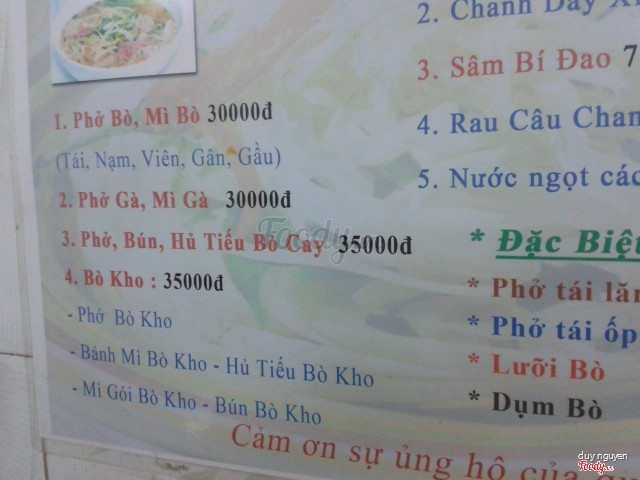 1. Phở Bò, Mì Bò 30000đ
(Tái, Nạm, Viên, Gân, Gầu)
2. Phở Gà, Mì Gà 30000đ
3. Phở, Bún, Hủ Tiếu Bò Cay 35000đ
4. Bò Kho : 35000đ
- Phở Bò Kho
- Bánh Mì Bò Kho - Hủ Tiếu Bò Kho
- Mì Gói Bò Kho - Bún Bò Kho
2. Chanh Dây
3. Sâm Bí Đao 7
4. Rau Câu
5. Nước ngọt
* Đặc Biệt
* Phở tái
* Phở tái ốp
* Lưỡi Bò
* Dụm Bò
Cảm ơn sự ủng hộ của
Foody
duy nguyen
Foody